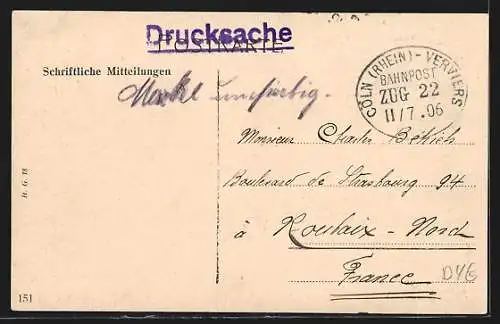 Drucksache
POSTKARTE
Schriftliche Mitteilungen
CÖLN (RHEIN) - VERVIERS
BAHNPOST
ZUG 22
11/7.06
Monsieur Charles
Boulevard de Strasbourg 94
à Roubaix-Nord
France
H. G. 18
151